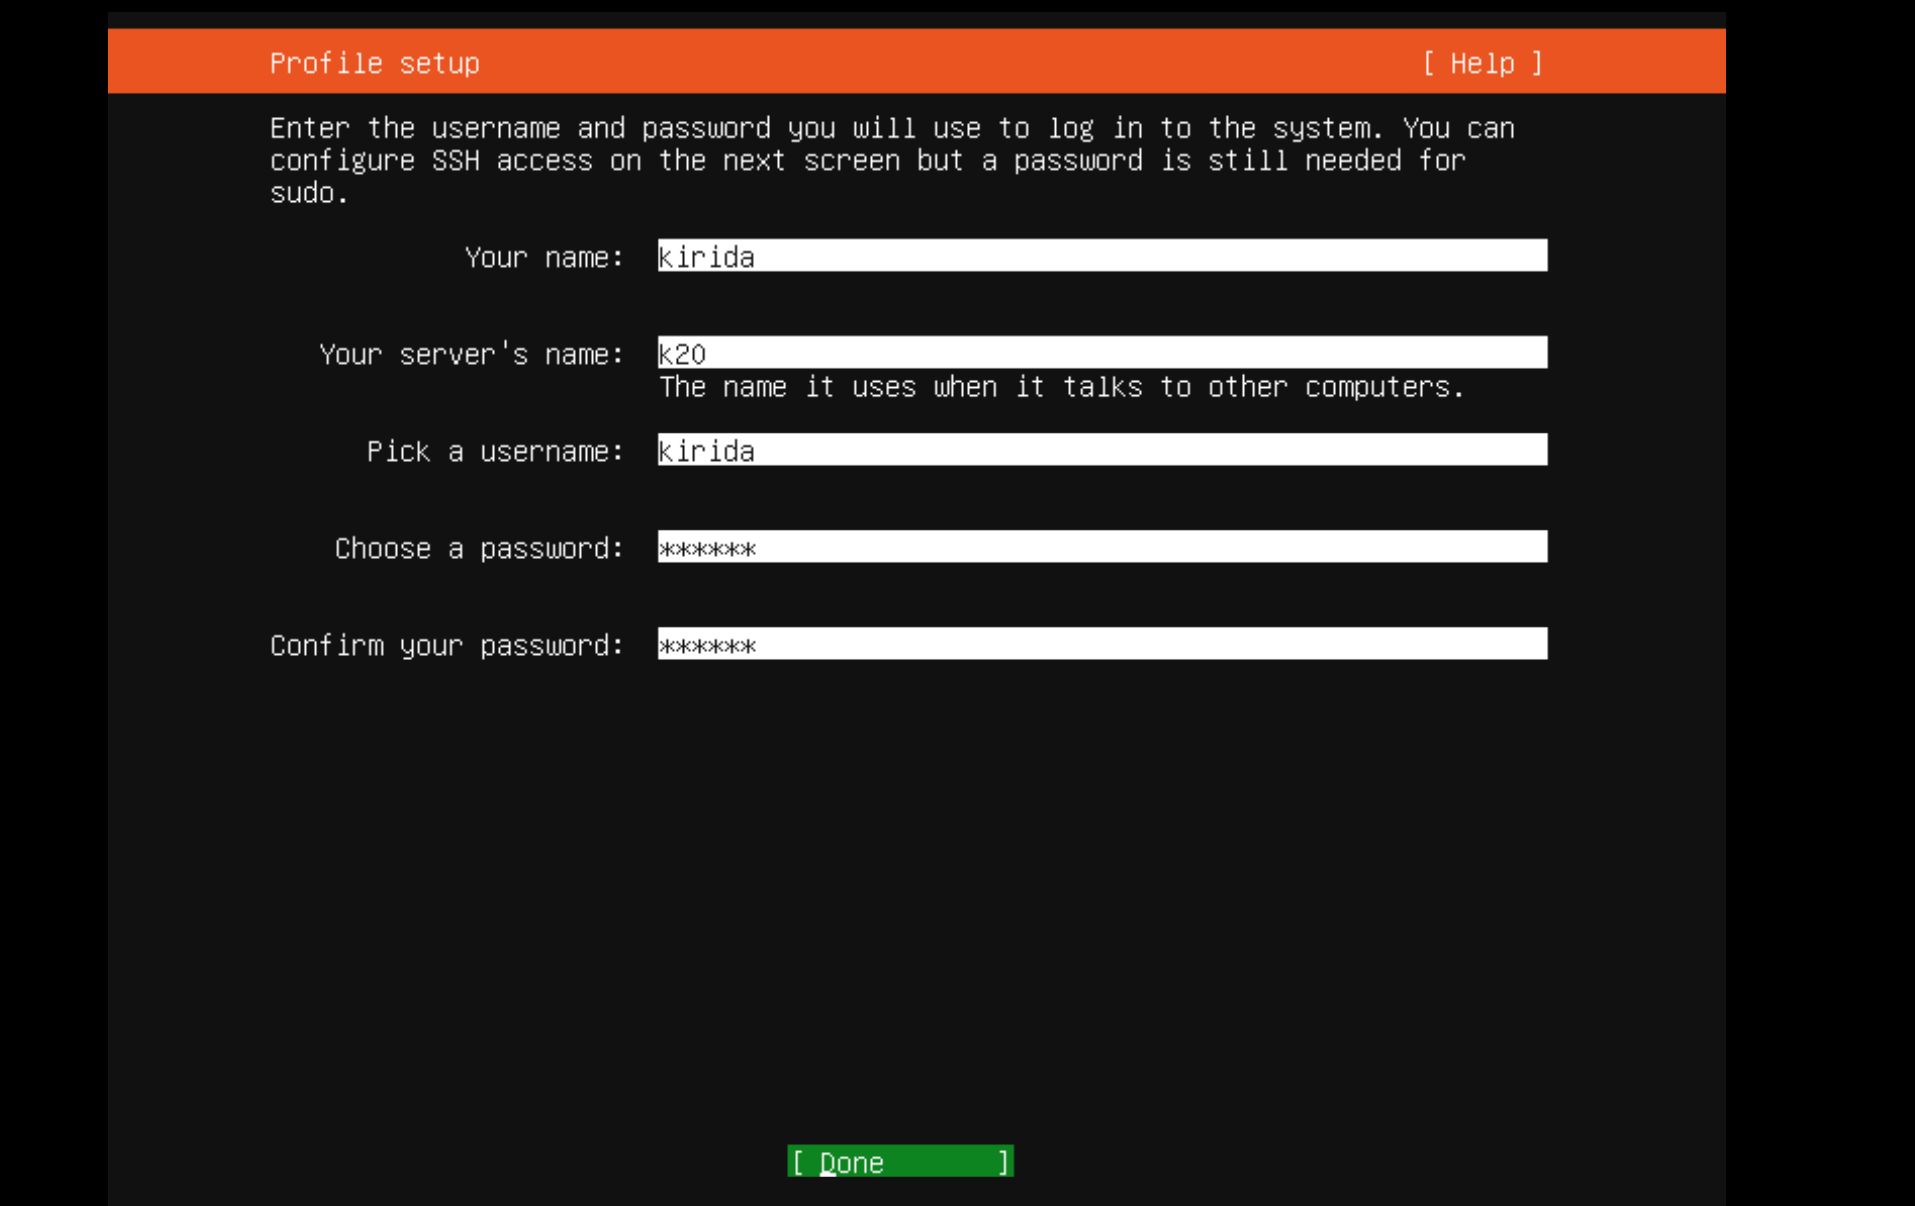 Profile setup [ Help ]
Enter the username and password you will use to log in to the system. You can
configure SSH access on the next screen but a password is still needed for
sudo.
Your name: kirida
Your server's name: k20
The name it uses when it talks to other computers.
Pick a username: kirida
Choose a password: ******
Confirm your password: ******
[ Done ]